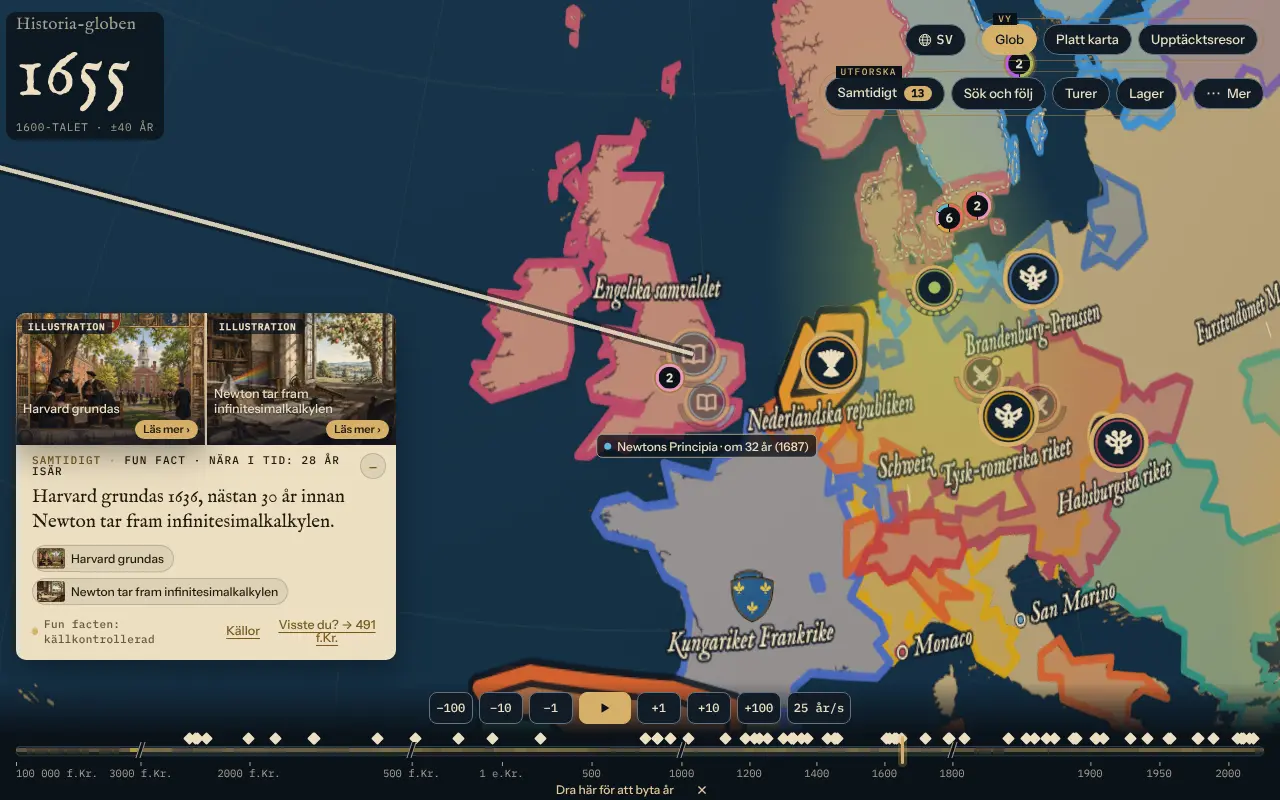 Historia-globen
1655
1600-TALET · ±40 ÅR
SV
VY
Glob
Platt karta
Upptäcktsresor
2
UTFORSKA
Samtidigt 13
Sök och följ
Turer
Lager
··· Mer
6
2
Engelska samväldet
2
Brandenburg-Preussen
Furstendömet M
Nederländska republiken
Newtons Principia · om 32 år (1687)
Schweiz
Tysk-romerska riket
Habsburgska riket
San Marino
Kungariket Frankrike
Monaco
ILLUSTRATION
Harvard grundas
Läs mer ›
ILLUSTRATION
Newton tar fram
infinitesimalkalkylen
Läs mer ›
SAMTIDIGT · FUN FACT · NÄRA I TID: 28 ÅR
ISÄR
–
Harvard grundas 1636, nästan 30 år innan
Newton tar fram infinitesimalkalkylen.
Harvard grundas
Newton tar fram infinitesimalkalkylen
Fun facten:
källkontrollerad
Källor
Visste du? → 491
f.Kr.
−100
−10
−1
+1
+10
+100
25 år/s
100 000 f.Kr.
3000 f.Kr.
2000 f.Kr.
500 f.Kr.
1 e.Kr.
500
1000
1200
1400
1600
1800
1900
1950
2000
Dra här för att byta år
✕